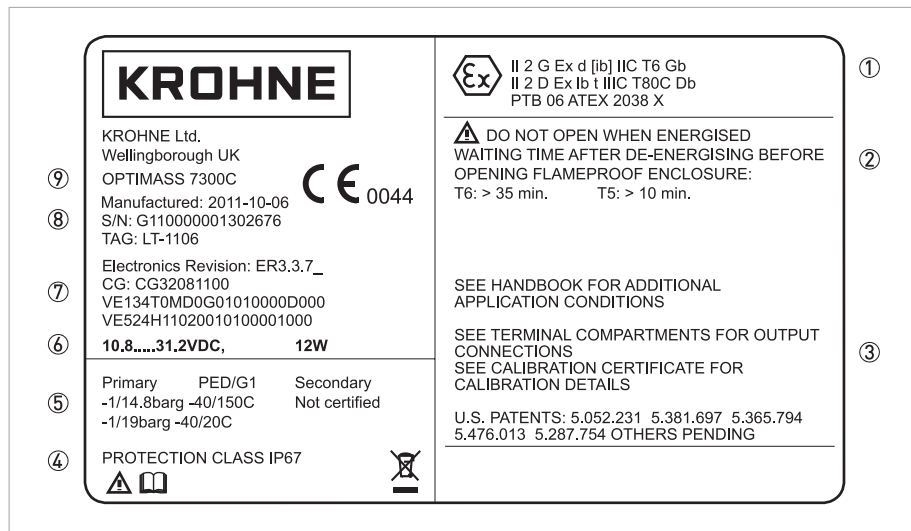 KROHNE
KROHNE Ltd.
Wellingborough UK
⑨ OPTIMASS 7300C
CE 0044
Manufactured: 2011-10-06
⑧ S/N: G110000001302676
TAG: LT-1106
Electronics Revision: ER3.3.7_
⑦ CG: CG32081100
VE134T0MD0G01010000D000
VE524H11020010100001000
⑥ 10.8.....31.2VDC, 12W
Primary PED/G1 Secondary
⑤ -1/14.8barg -40/150C Not certified
-1/19barg -40/20C
④ PROTECTION CLASS IP67
Ex
II 2 G Ex d [ib] IIC T6 Gb ①
II 2 D Ex Ib t IIIC T80C Db
PTB 06 ATEX 2038 X
DO NOT OPEN WHEN ENERGISED
WAITING TIME AFTER DE-ENERGISING BEFORE ②
OPENING FLAMEPROOF ENCLOSURE:
T6: > 35 min. T5: > 10 min.
SEE HANDBOOK FOR ADDITIONAL
APPLICATION CONDITIONS
SEE TERMINAL COMPARTMENTS FOR OUTPUT
CONNECTIONS ③
SEE CALIBRATION CERTIFICATE FOR
CALIBRATION DETAILS
U.S. PATENTS: 5.052.231 5.381.697 5.365.794
5.476.013 5.287.754 OTHERS PENDING